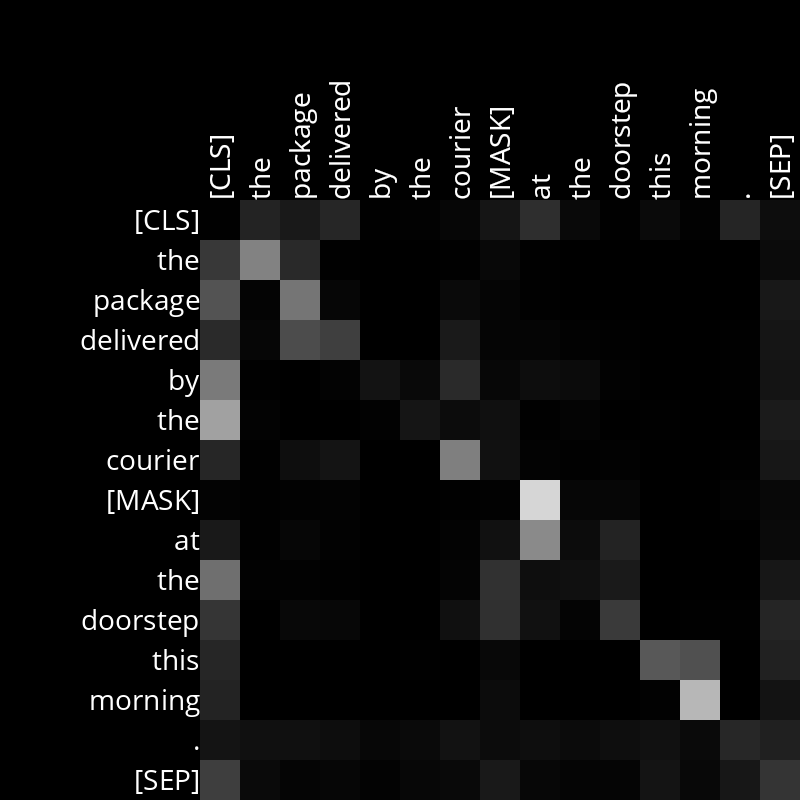 [CLS] the package delivered by the courier [MASK] at the doorstep this morning . [SEP]
[CLS]
the
package
delivered
by
the
courier
[MASK]
at
the
doorstep
this
morning
.
[SEP]